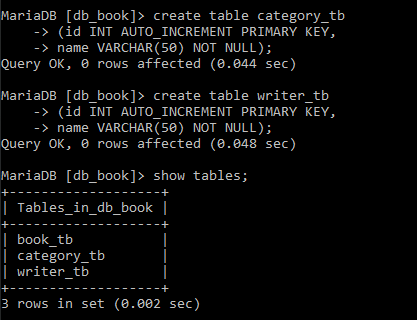 MariaDB [db_book]> create table category_tb
    -> (id INT AUTO_INCREMENT PRIMARY KEY,
    -> name VARCHAR(50) NOT NULL);
Query OK, 0 rows affected (0.044 sec)

MariaDB [db_book]> create table writer_tb
    -> (id INT AUTO_INCREMENT PRIMARY KEY,
    -> name VARCHAR(50) NOT NULL);
Query OK, 0 rows affected (0.048 sec)

MariaDB [db_book]> show tables;
+-------------------+
| Tables_in_db_book |
+-------------------+
| book_tb           |
| category_tb       |
| writer_tb         |
+-------------------+
3 rows in set (0.002 sec)